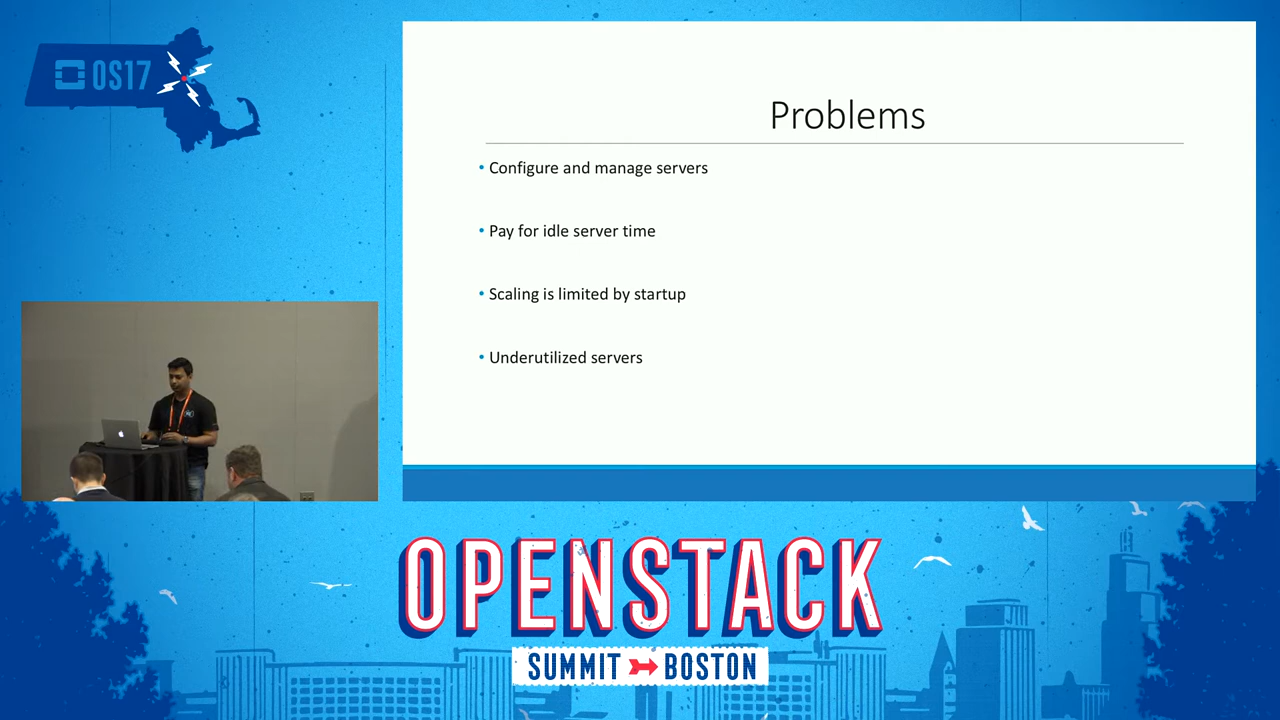 OS17
Problems
• Configure and manage servers
• Pay for idle server time
• Scaling is limited by startup
• Underutilized servers
OPENSTACK
SUMMIT BOSTON